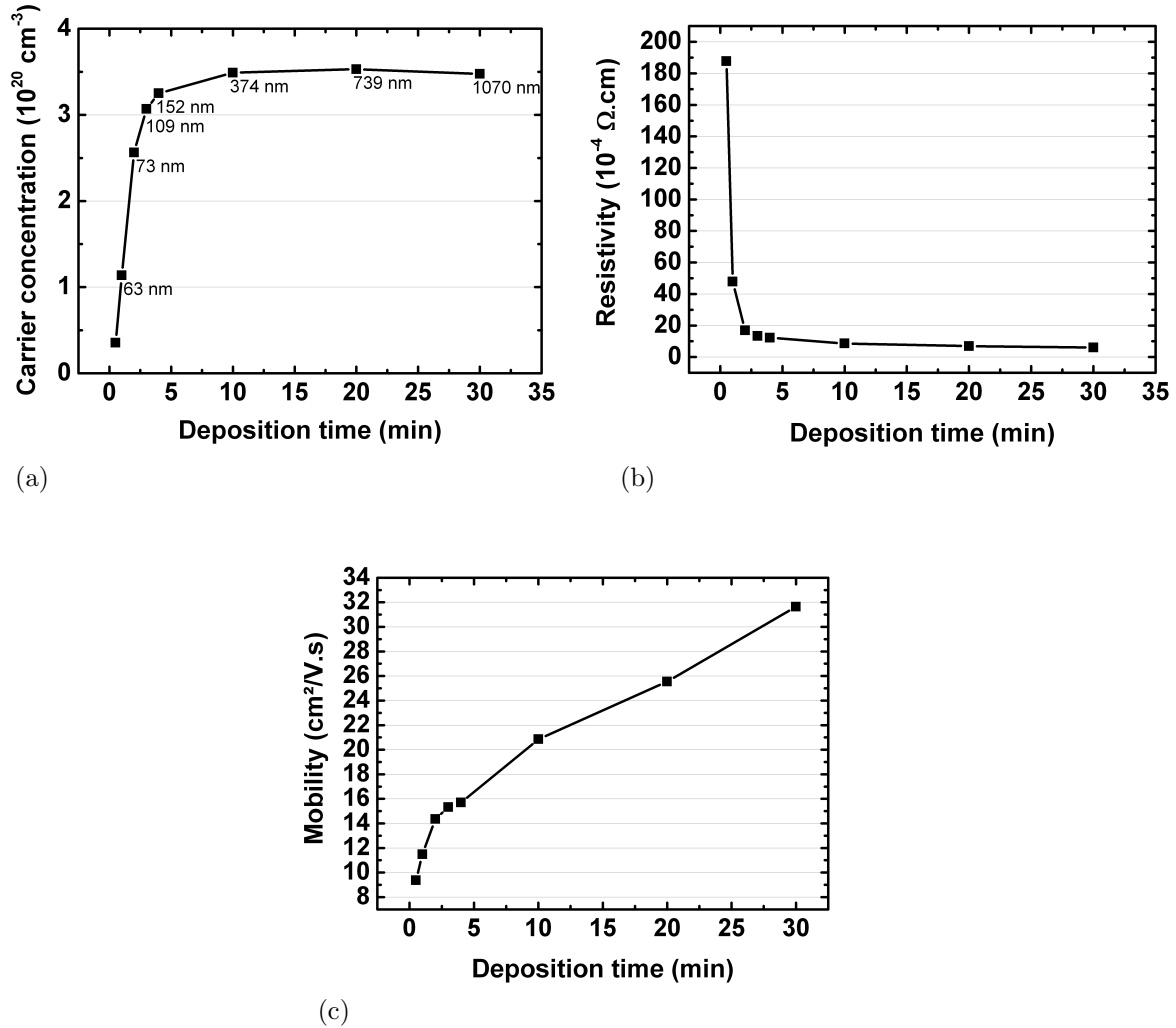 Carrier concentration (10²⁰ cm⁻³)
4
3
2
1
0
374 nm
739 nm
1070 nm
152 nm
109 nm
73 nm
63 nm
0 5 10 15 20 25 30 35
Deposition time (min)
(a)
Resistivity (10⁻⁴ Ω.cm)
200
180
160
140
120
100
80
60
40
20
0
0 5 10 15 20 25 30 35
Deposition time (min)
(b)
Mobility (cm²/V.s)
34
32
30
28
26
24
22
20
18
16
14
12
10
8
0 5 10 15 20 25 30
Deposition time (min)
(c)